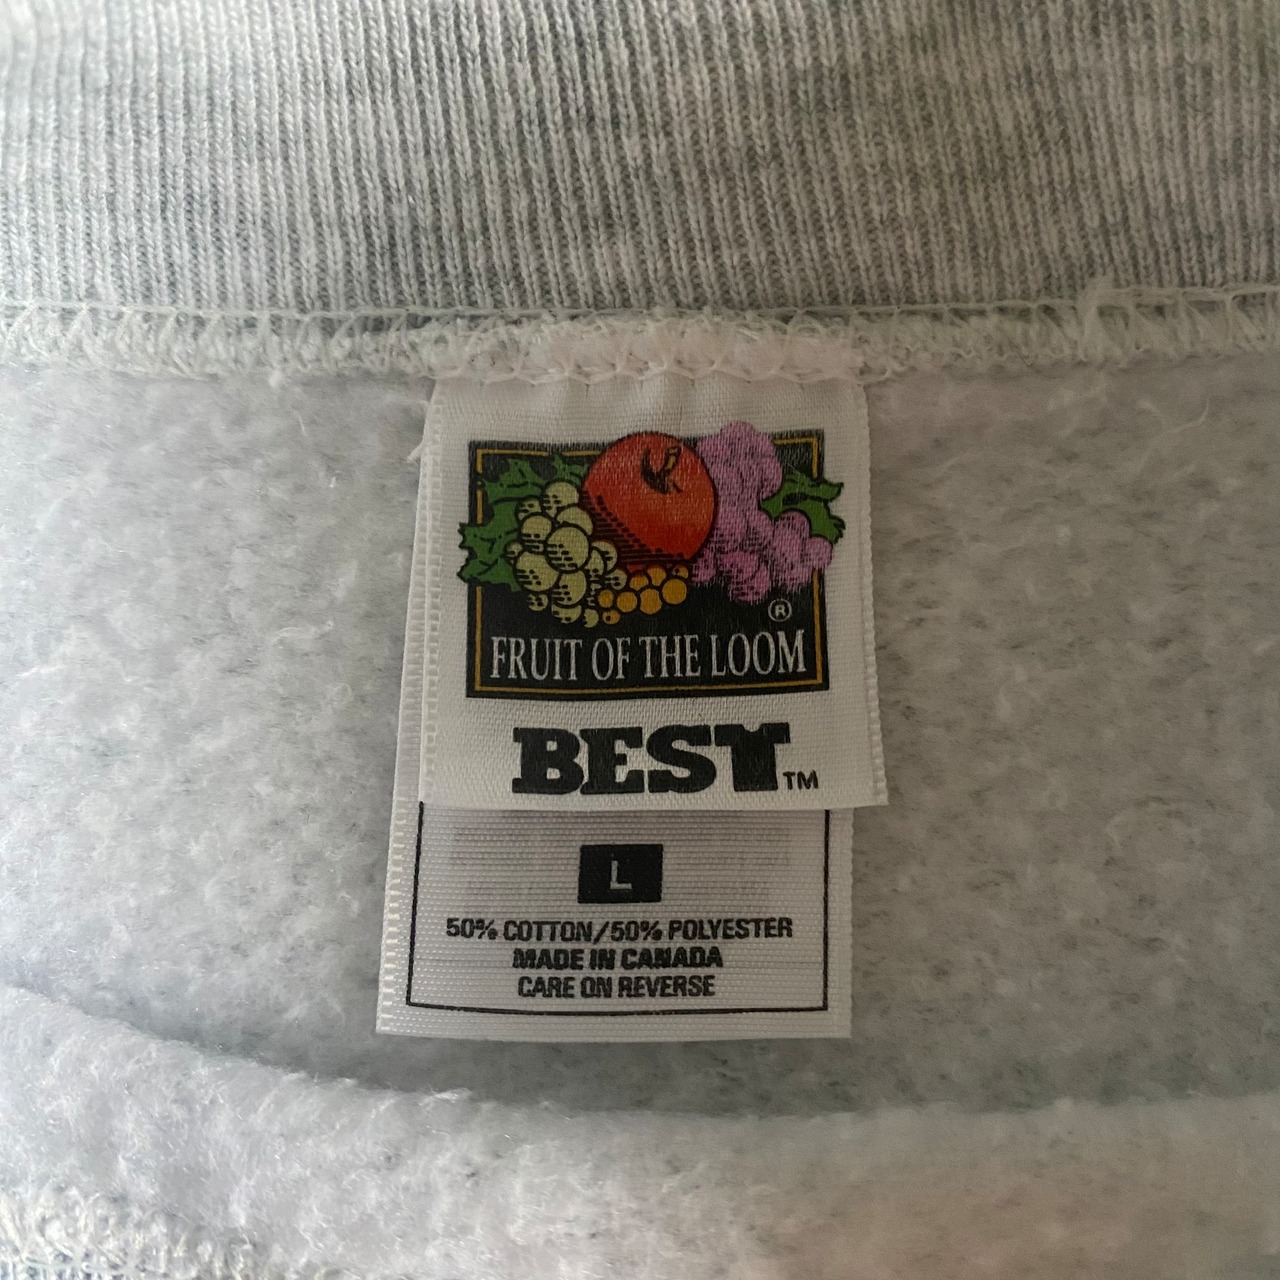 ®
FRUIT OF THE LOOM
BEST™
L
50% COTTON/50% POLYESTER
MADE IN CANADA
CARE ON REVERSE